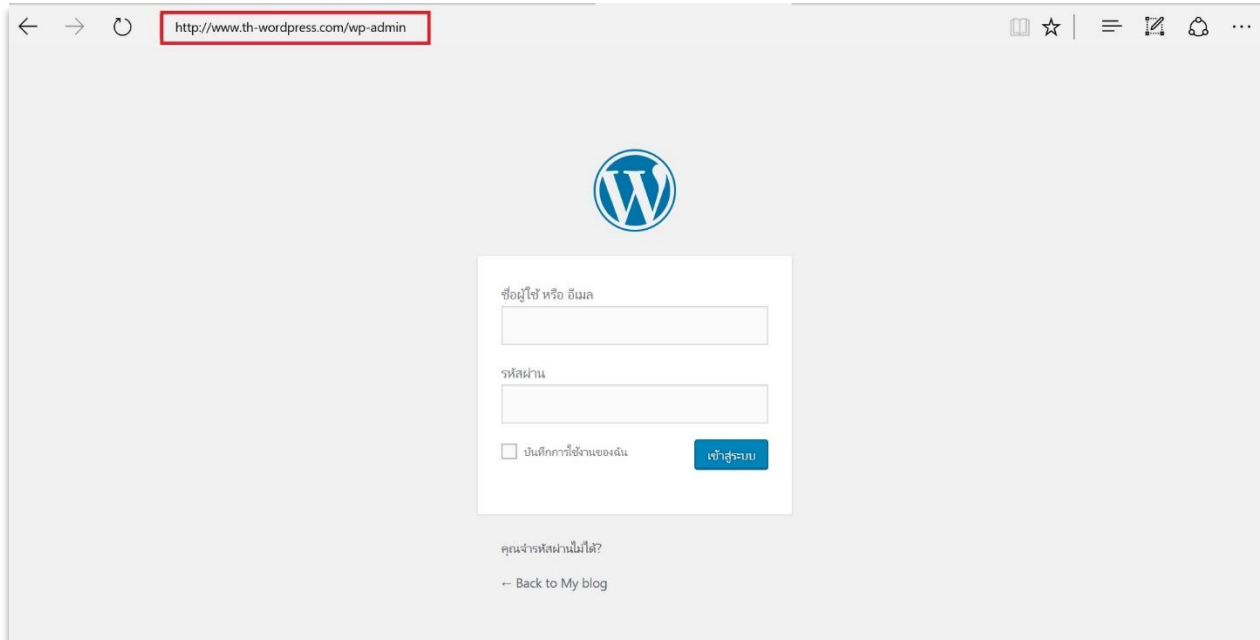 http://www.th-wordpress.com/wp-admin
ชื่อผู้ใช้ หรือ อีเมล
รหัสผ่าน
บันทึกการใช้งานของฉัน
เข้าสู่ระบบ
คุณจำรหัสผ่านไม่ได้?
← Back to My blog